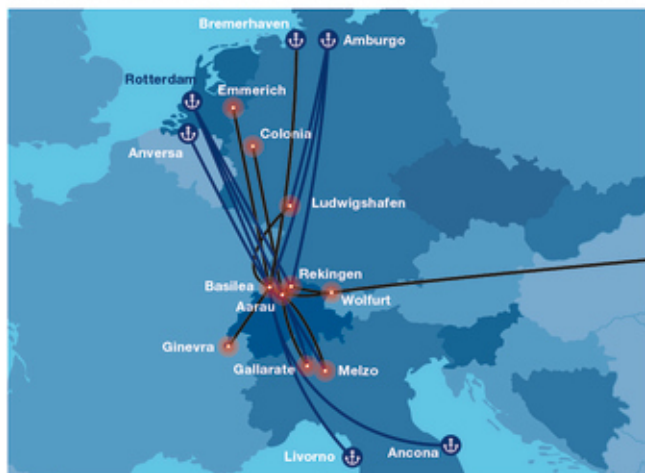 Bremerhaven
Amburgo
Rotterdam
Emmerich
Anversa
Colonia
Ludwigshafen
Basilea
Rekingen
Aarau
Wolfurt
Ginevra
Gallarate
Melzo
Livorno
Ancona